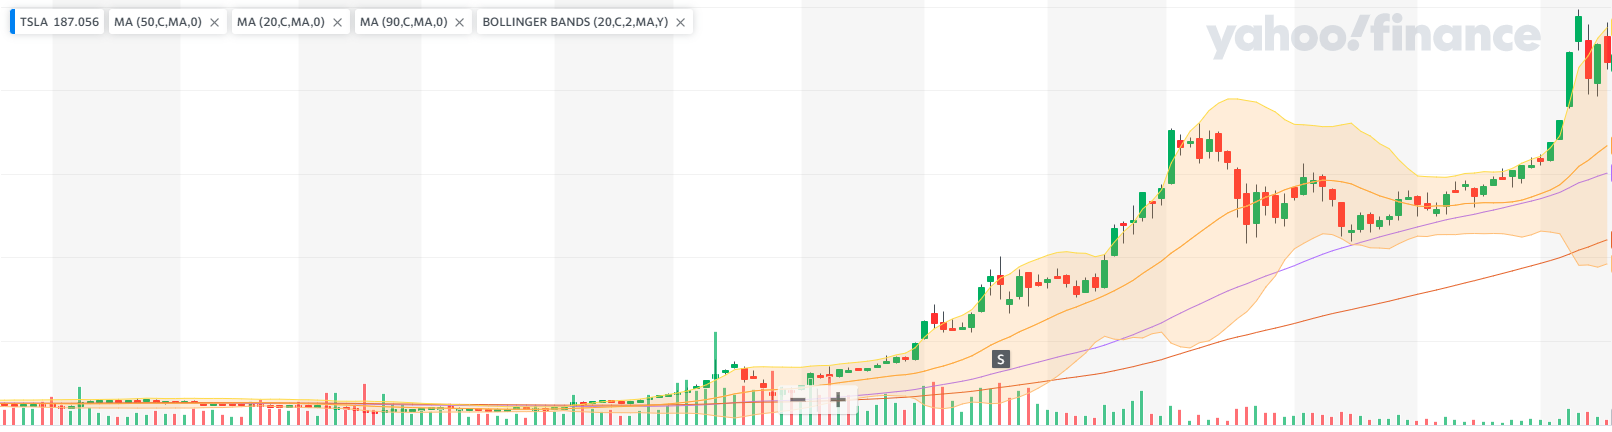 TSLA 187.056 MA (50,C,MA,0) × MA (20,C,MA,0) × MA (90,C,MA,0) × BOLLINGER BANDS (20,C,2,MA,Y) ×
yahoo!finance
S
− +